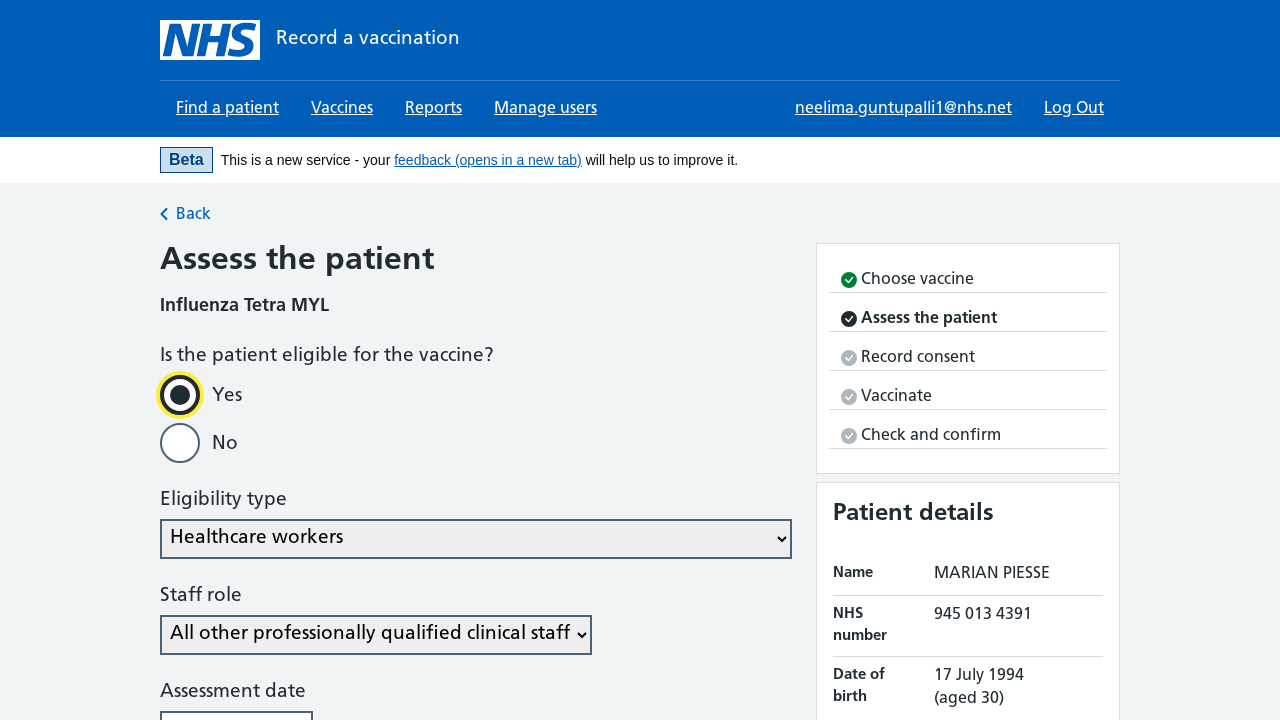 NHS
Record a vaccination
Find a patient
Vaccines
Reports
Manage users
neelima.guntupalli1@nhs.net
Log Out
Beta
This is a new service - your feedback (opens in a new tab) will help us to improve it.
Back
Assess the patient
Influenza Tetra MYL
Is the patient eligible for the vaccine?
Yes
No
Eligibility type
Healthcare workers
Staff role
All other professionally qualified clinical staff
Assessment date
Choose vaccine
Assess the patient
Record consent
Vaccinate
Check and confirm
Patient details
Name
MARIAN PIESSE
NHS number
945 013 4391
Date of birth
17 July 1994
(aged 30)